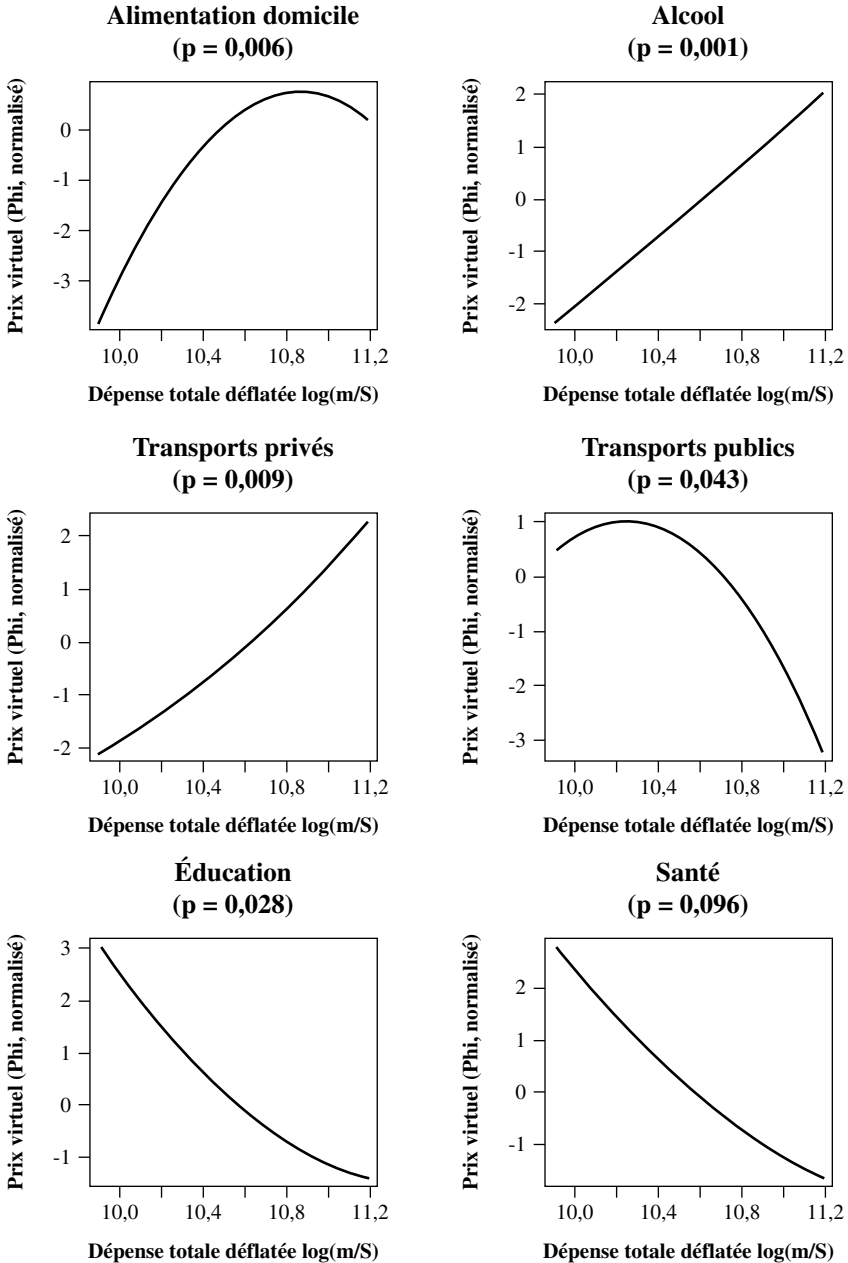 Alimentation domicile
(p = 0,006)
Prix virtuel (Phi, normalisé)
0
-1
-2
-3
10,0 10,4 10,8 11,2
Dépense totale déflatée log(m/S)
Alcool
(p = 0,001)
Prix virtuel (Phi, normalisé)
2
1
0
-1
-2
10,0 10,4 10,8 11,2
Dépense totale déflatée log(m/S)
Transports privés
(p = 0,009)
Prix virtuel (Phi, normalisé)
2
1
0
-1
-2
10,0 10,4 10,8 11,2
Dépense totale déflatée log(m/S)
Transports publics
(p = 0,043)
Prix virtuel (Phi, normalisé)
1
0
-1
-2
-3
10,0 10,4 10,8 11,2
Dépense totale déflatée log(m/S)
Éducation
(p = 0,028)
Prix virtuel (Phi, normalisé)
3
2
1
0
-1
10,0 10,4 10,8 11,2
Dépense totale déflatée log(m/S)
Santé
(p = 0,096)
Prix virtuel (Phi, normalisé)
2
1
0
-1
10,0 10,4 10,8 11,2
Dépense totale déflatée log(m/S)